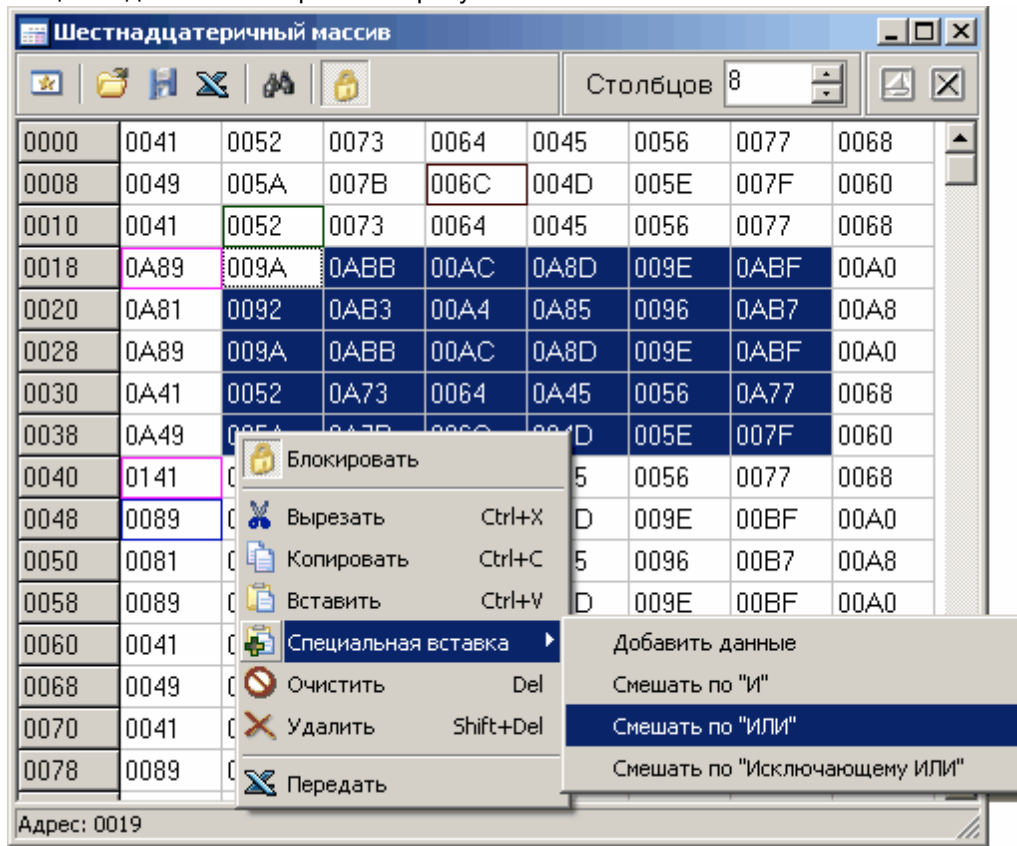 Шестнадцатеричный массив
Столбцов 8
0000 0041 0052 0073 0064 0045 0056 0077 0068
0008 0049 005A 007B 006C 004D 005E 007F 0060
0010 0041 0052 0073 0064 0045 0056 0077 0068
0018 0A89 009A 0ABB 00AC 0A8D 009E 0ABF 00A0
0020 0A81 0092 0AB3 00A4 0A85 0096 0AB7 00A8
0028 0A89 009A 0ABB 00AC 0A8D 009E 0ABF 00A0
0030 0A41 0052 0A73 0064 0A45 0056 0A77 0068
0038 0A49 005E 007F 0060
0040 0141 0056 0077 0068
0048 0089 009E 00BF 00A0
0050 0081 0096 00B7 00A8
0058 0089 009E 00BF 00A0
0060 0041
0068 0049
0070 0041
0078 0089
Блокировать
Вырезать Ctrl+X
Копировать Ctrl+C
Вставить Ctrl+V
Специальная вставка
Очистить Del
Удалить Shift+Del
Передать
Добавить данные
Смешать по "И"
Смешать по "ИЛИ"
Смешать по "Исключающему ИЛИ"
Адрес: 0019